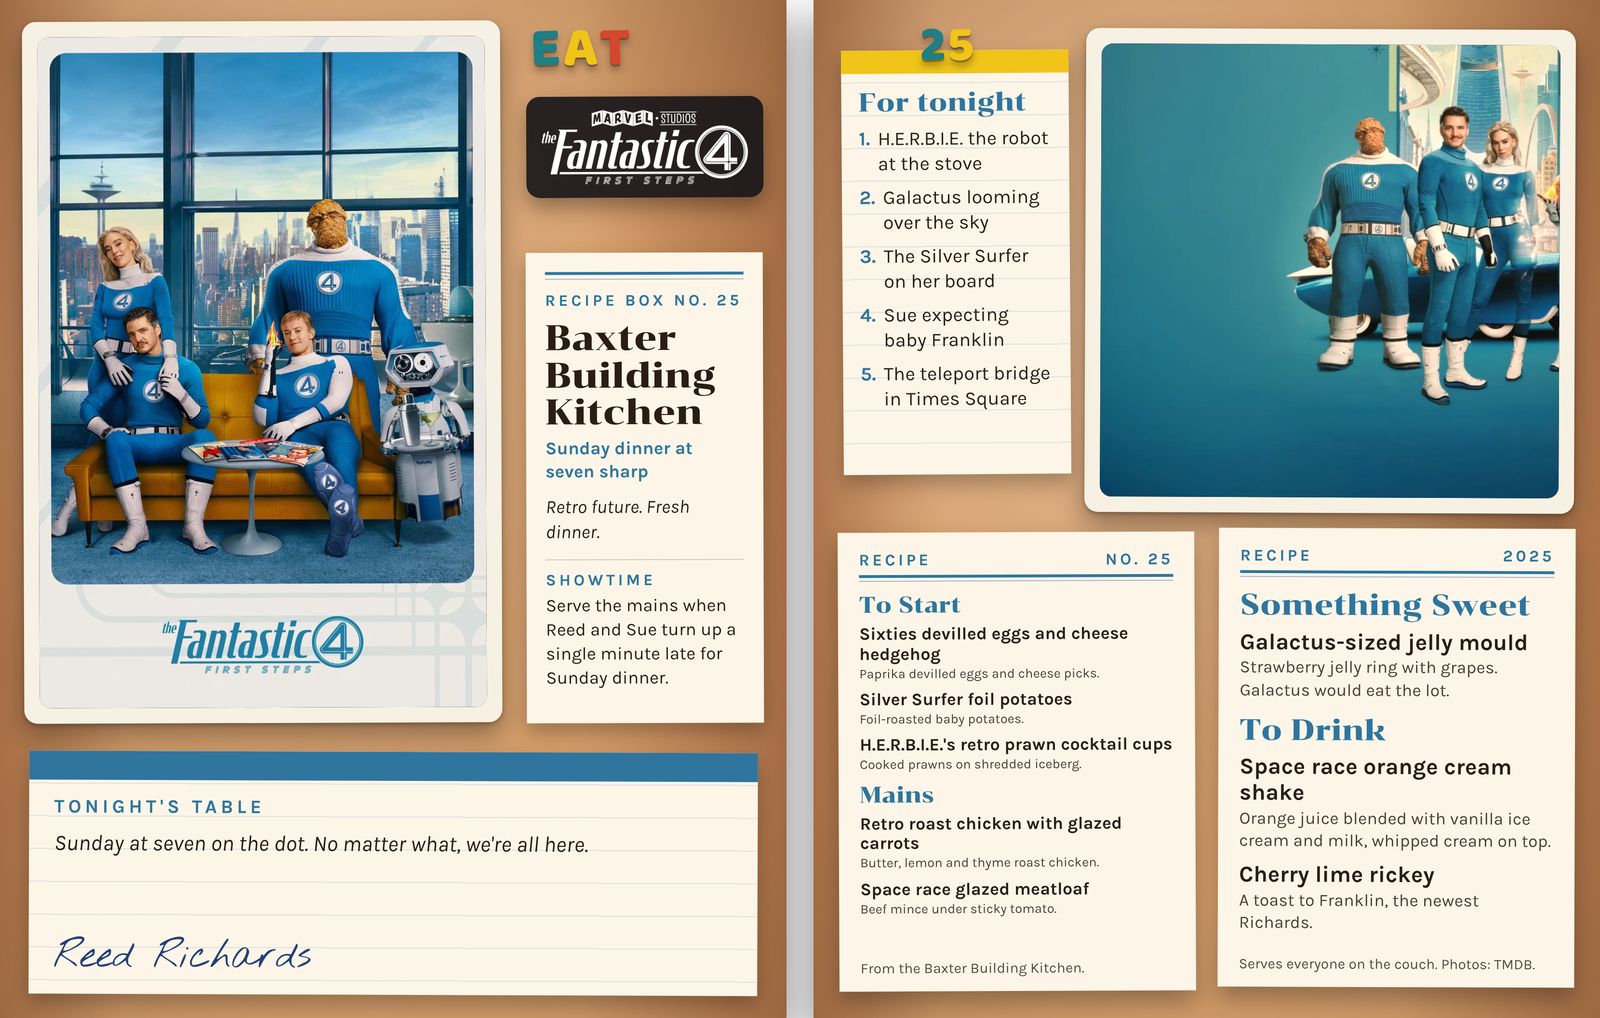 EAT
MARVEL STUDIOS
the Fantastic 4
FIRST STEPS
4
4
4
4
4
4
the Fantastic 4
FIRST STEPS
RECIPE BOX NO. 25
Baxter
Building
Kitchen
Sunday dinner at
seven sharp
Retro future. Fresh
dinner.
SHOWTIME
Serve the mains when
Reed and Sue turn up a
single minute late for
Sunday dinner.
TONIGHT'S TABLE
Sunday at seven on the dot. No matter what, we're all here.
Reed Richards
25
For tonight
1. H.E.R.B.I.E. the robot
at the stove
2. Galactus looming
over the sky
3. The Silver Surfer
on her board
4. Sue expecting
baby Franklin
5. The teleport bridge
in Times Square
4
4
4
RECIPE NO. 25
To Start
Sixties devilled eggs and cheese
hedgehog
Paprika devilled eggs and cheese picks.
Silver Surfer foil potatoes
Foil-roasted baby potatoes.
H.E.R.B.I.E.'s retro prawn cocktail cups
Cooked prawns on shredded iceberg.
Mains
Retro roast chicken with glazed
carrots
Butter, lemon and thyme roast chicken.
Space race glazed meatloaf
Beef mince under sticky tomato.
From the Baxter Building Kitchen.
RECIPE 2025
Something Sweet
Galactus-sized jelly mould
Strawberry jelly ring with grapes.
Galactus would eat the lot.
To Drink
Space race orange cream
shake
Orange juice blended with vanilla ice
cream and milk, whipped cream on top.
Cherry lime rickey
A toast to Franklin, the newest
Richards.
Serves everyone on the couch. Photos: TMDB.